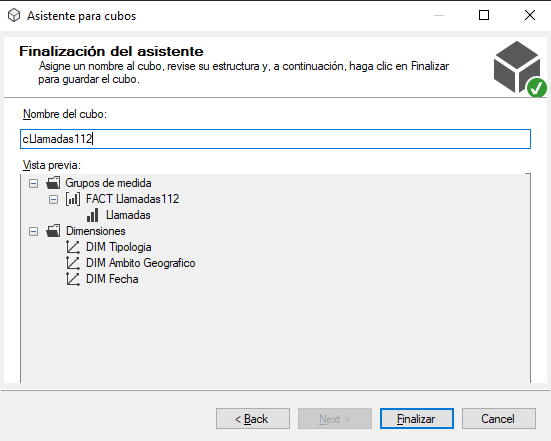 Asistente para cubos
Finalización del asistente
Asigne un nombre al cubo, revise su estructura y, a continuación, haga clic en Finalizar
para guardar el cubo.
Nombre del cubo:
cLlamadas112
Vista previa:
Grupos de medida
FACT Llamadas112
Llamadas
Dimensiones
DIM Tipologia
DIM Ambito Geografico
DIM Fecha
< Back
Next >
Finalizar
Cancel